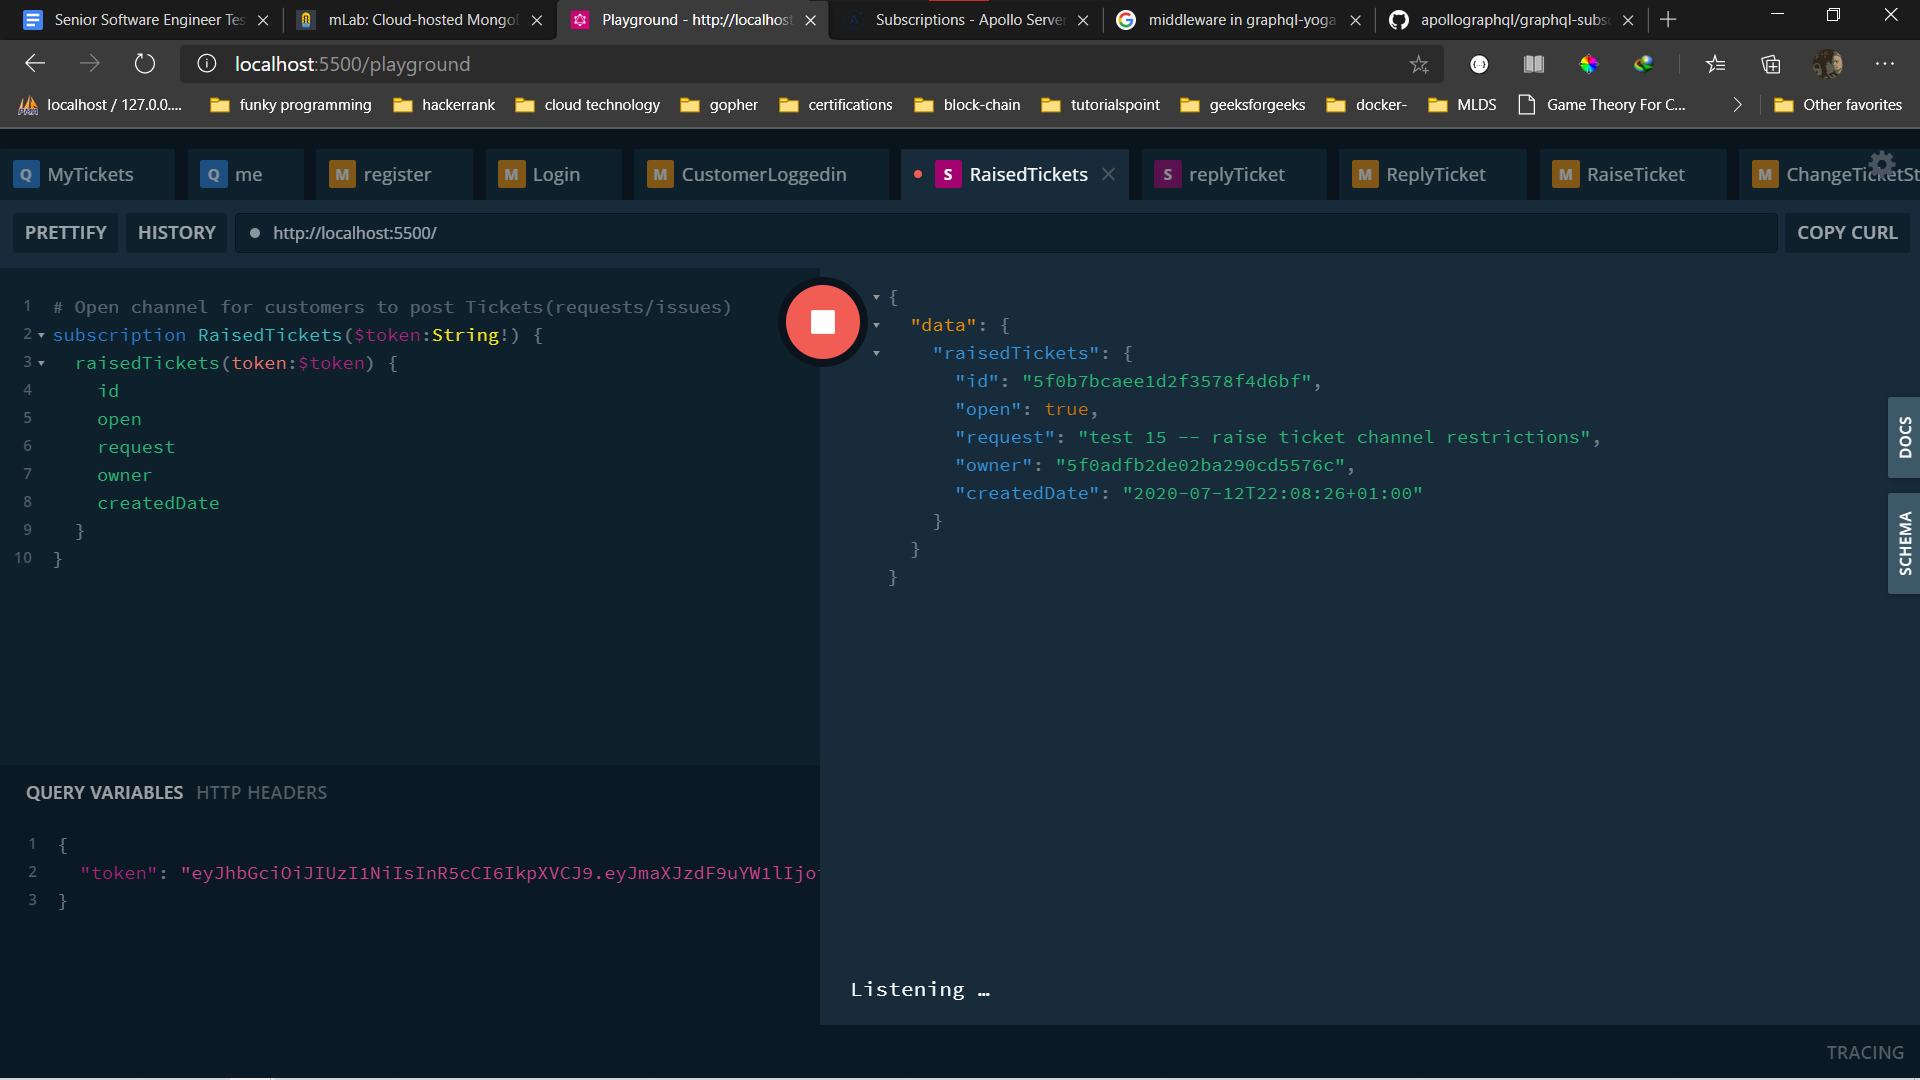 Senior Software Engineer Tes
mLab: Cloud-hosted Mongo
Playground - http://localhost
Subscriptions - Apollo Server
middleware in graphql-yoga
apollographql/graphql-subs
localhost:5500/playground
localhost / 127.0.0....
funky programming
hackerrank
cloud technology
gopher
certifications
block-chain
tutorialspoint
geeksforgeeks
docker-
MLDS
Game Theory For C...
Other favorites
Q MyTickets
Q me
M register
M Login
M CustomerLoggedin
S RaisedTickets
S replyTicket
M ReplyTicket
M RaiseTicket
M ChangeTicketSt
PRETTIFY
HISTORY
http://localhost:5500/
COPY CURL
1 # Open channel for customers to post Tickets(requests/issues)
2 subscription RaisedTickets($token:String!) {
3 raisedTickets(token:$token) {
4 id
5 open
6 request
7 owner
8 createdDate
9 }
10 }
{
"data": {
"raisedTickets": {
"id": "5f0b7bcaee1d2f3578f4d6bf",
"open": true,
"request": "test 15 -- raise ticket channel restrictions",
"owner": "5f0adfb2de02ba290cd5576c",
"createdDate": "2020-07-12T22:08:26+01:00"
}
}
}
DOCS
SCHEMA
QUERY VARIABLES HTTP HEADERS
1 {
2 "token": "eyJhbGciOiJIUzI1NiIsInR5cCI6IkpXVCJ9.eyJmaXJzdF9uYW1lIjoi
3 }
Listening …
TRACING